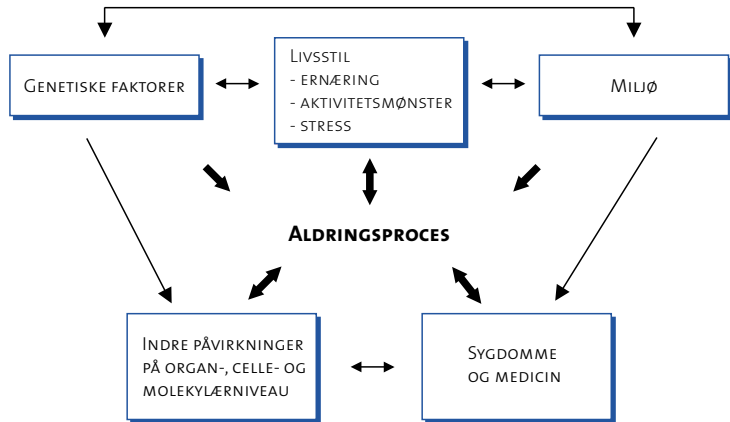 Genetiske faktorer
Livsstil
- ernæring
- aktivitetsmønster
- stress
Miljø
Aldringsproces
Indre påvirkninger
på organ-, celle- og
molekylærniveau
Sygdomme
og medicin